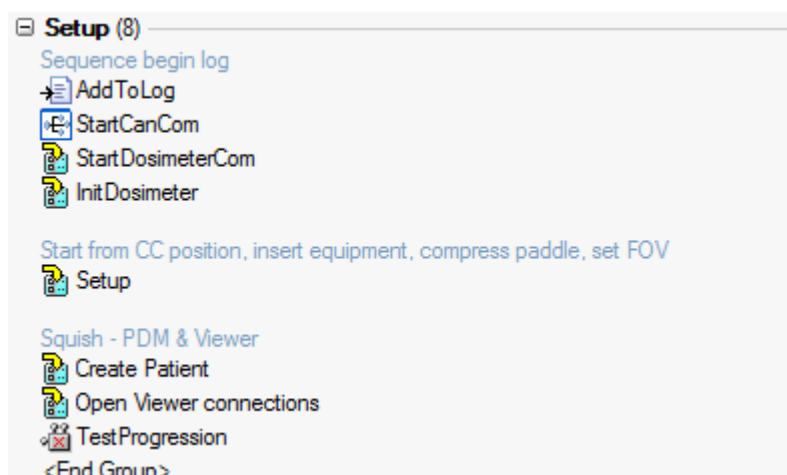 Setup (8)
Sequence begin log
AddToLog
StartCanCom
StartDosimeterCom
InitDosimeter
Start from CC position, insert equipment, compress paddle, set FOV
Setup
Squish - PDM & Viewer
Create Patient
Open Viewer connections
TestProgression
<End Group>